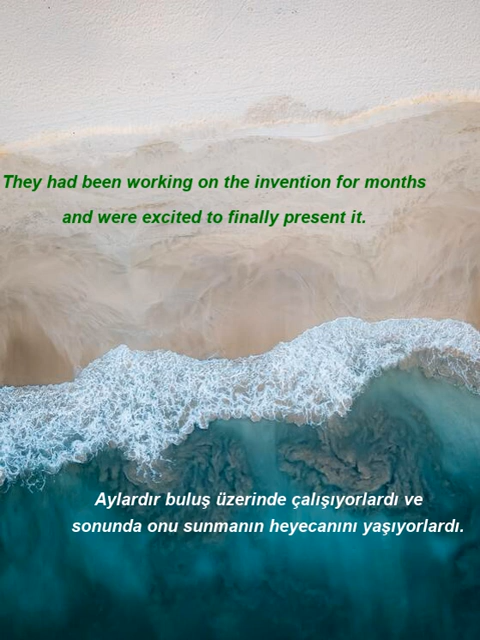 They had been working on the invention for months
and were excited to finally present it.
Aylardır buluş üzerinde çalışıyorlardı ve
sonunda onu sunmanın heyecanını yaşıyorlardı.